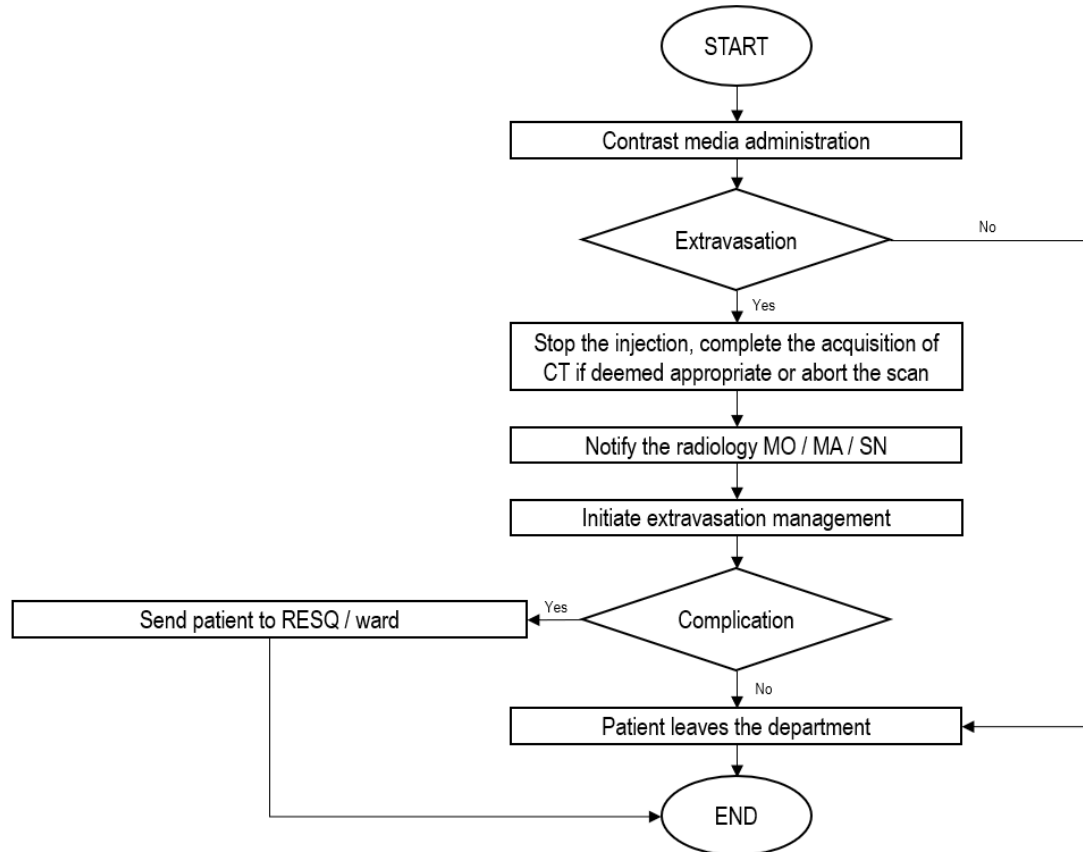 START
Contrast media administration
Extravasation
No
Yes
Stop the injection, complete the acquisition of
CT if deemed appropriate or abort the scan
Notify the radiology MO / MA / SN
Initiate extravasation management
Send patient to RESQ / ward
Yes
Complication
No
Patient leaves the department
END